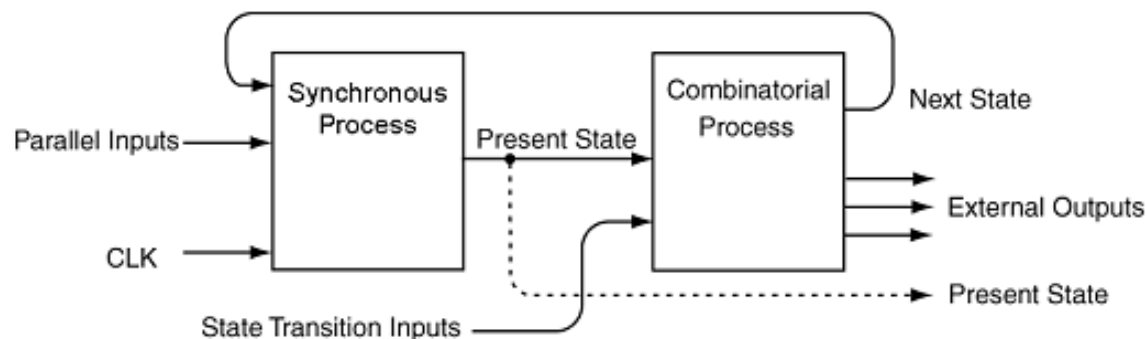 Synchronous
Process
Combinatorial
Process
Next State
Parallel Inputs
Present State
External Outputs
CLK
Present State
State Transition Inputs